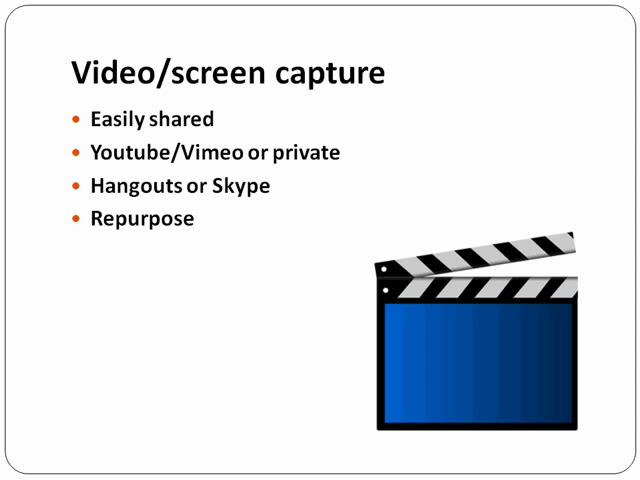 Video/screen capture
Easily shared
Youtube/Vimeo or private
Hangouts or Skype
Repurpose